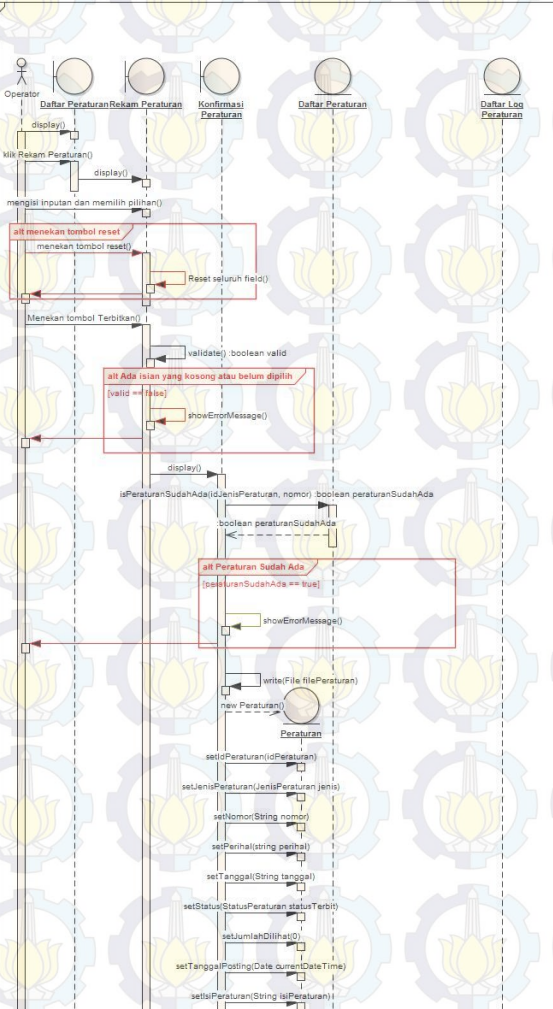 Operator
Daftar Peraturan
Rekam Peraturan
Konfirmasi
Peraturan
Daftar Peraturan
Daftar Log
Peraturan
display()
klik Rekam Peraturan()
display()
mengisi inputan dan memilih pilihan()
alt menekan tombol reset
menekan tombol reset()
Reset seluruh field()
Menekan tombol Terbitkan()
validate() :boolean valid
alt Ada isian yang kosong atau belum dipilih
[valid == false]
showErrorMessage()
display()
isPeraturanSudahAda(idJenisPeraturan, nomor) :boolean peraturanSudahAda
:boolean peraturanSudahAda
alt Peraturan Sudah Ada
[peraturanSudahAda == true]
showErrorMessage()
write(File filePeraturan)
new Peraturan()
Peraturan
setIdPeraturan(idPeraturan)
setJenisPeraturan(JenisPeraturan jenis)
setNomor(String nomor)
setPerihal(string perihal)
setTanggal(String tanggal)
setStatus(StatusPeraturan statusTerbit)
setJumlahDilihat(0)
setTanggalPosting(Date currentDateTime)
setIsiPeraturan(String isiPeraturan)